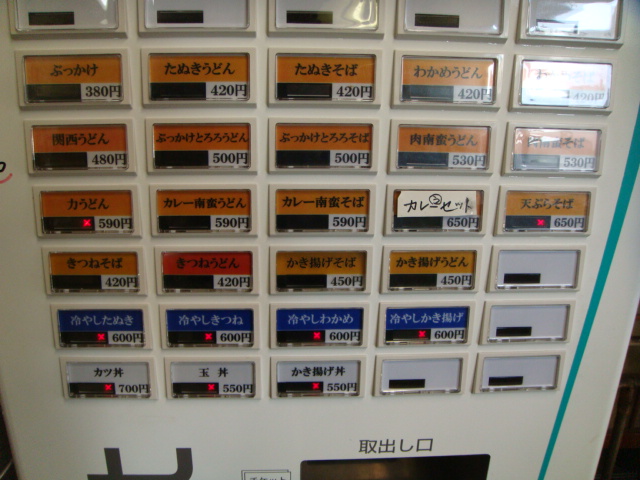 ぶっかけ 380円
たぬきうどん 420円
たぬきそば 420円
わかめうどん 420円
420円
関西うどん 480円
ぶっかけとろろうどん 500円
ぶっかけとろろそば 500円
肉南蛮うどん 530円
肉南蛮そば 530円
力うどん 590円
カレー南蛮うどん 590円
カレー南蛮そば 590円
カレーセット 650円
天ぷらそば 650円
きつねそば 420円
きつねうどん 420円
かき揚げそば 450円
かき揚げうどん 450円
冷やしたぬき 600円
冷やしきつね 600円
冷やしわかめ 600円
冷やしかき揚げ 600円
カツ丼 700円
玉丼 550円
かき揚げ丼 550円
取出し口